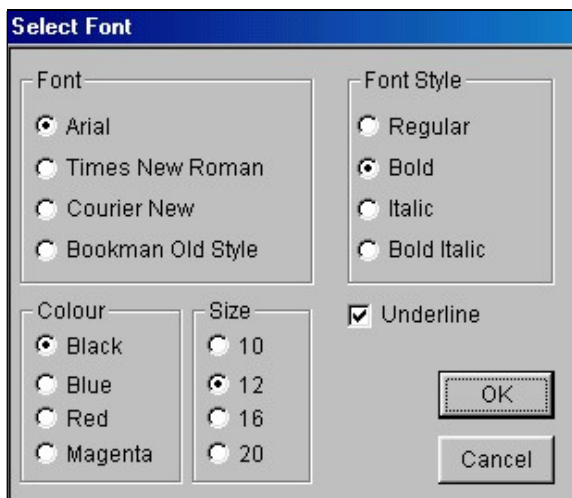 Select Font
Font
Arial
Times New Roman
Courier New
Bookman Old Style
Font Style
Regular
Bold
Italic
Bold Italic
Colour
Black
Blue
Red
Magenta
Size
10
12
16
20
Underline
OK
Cancel